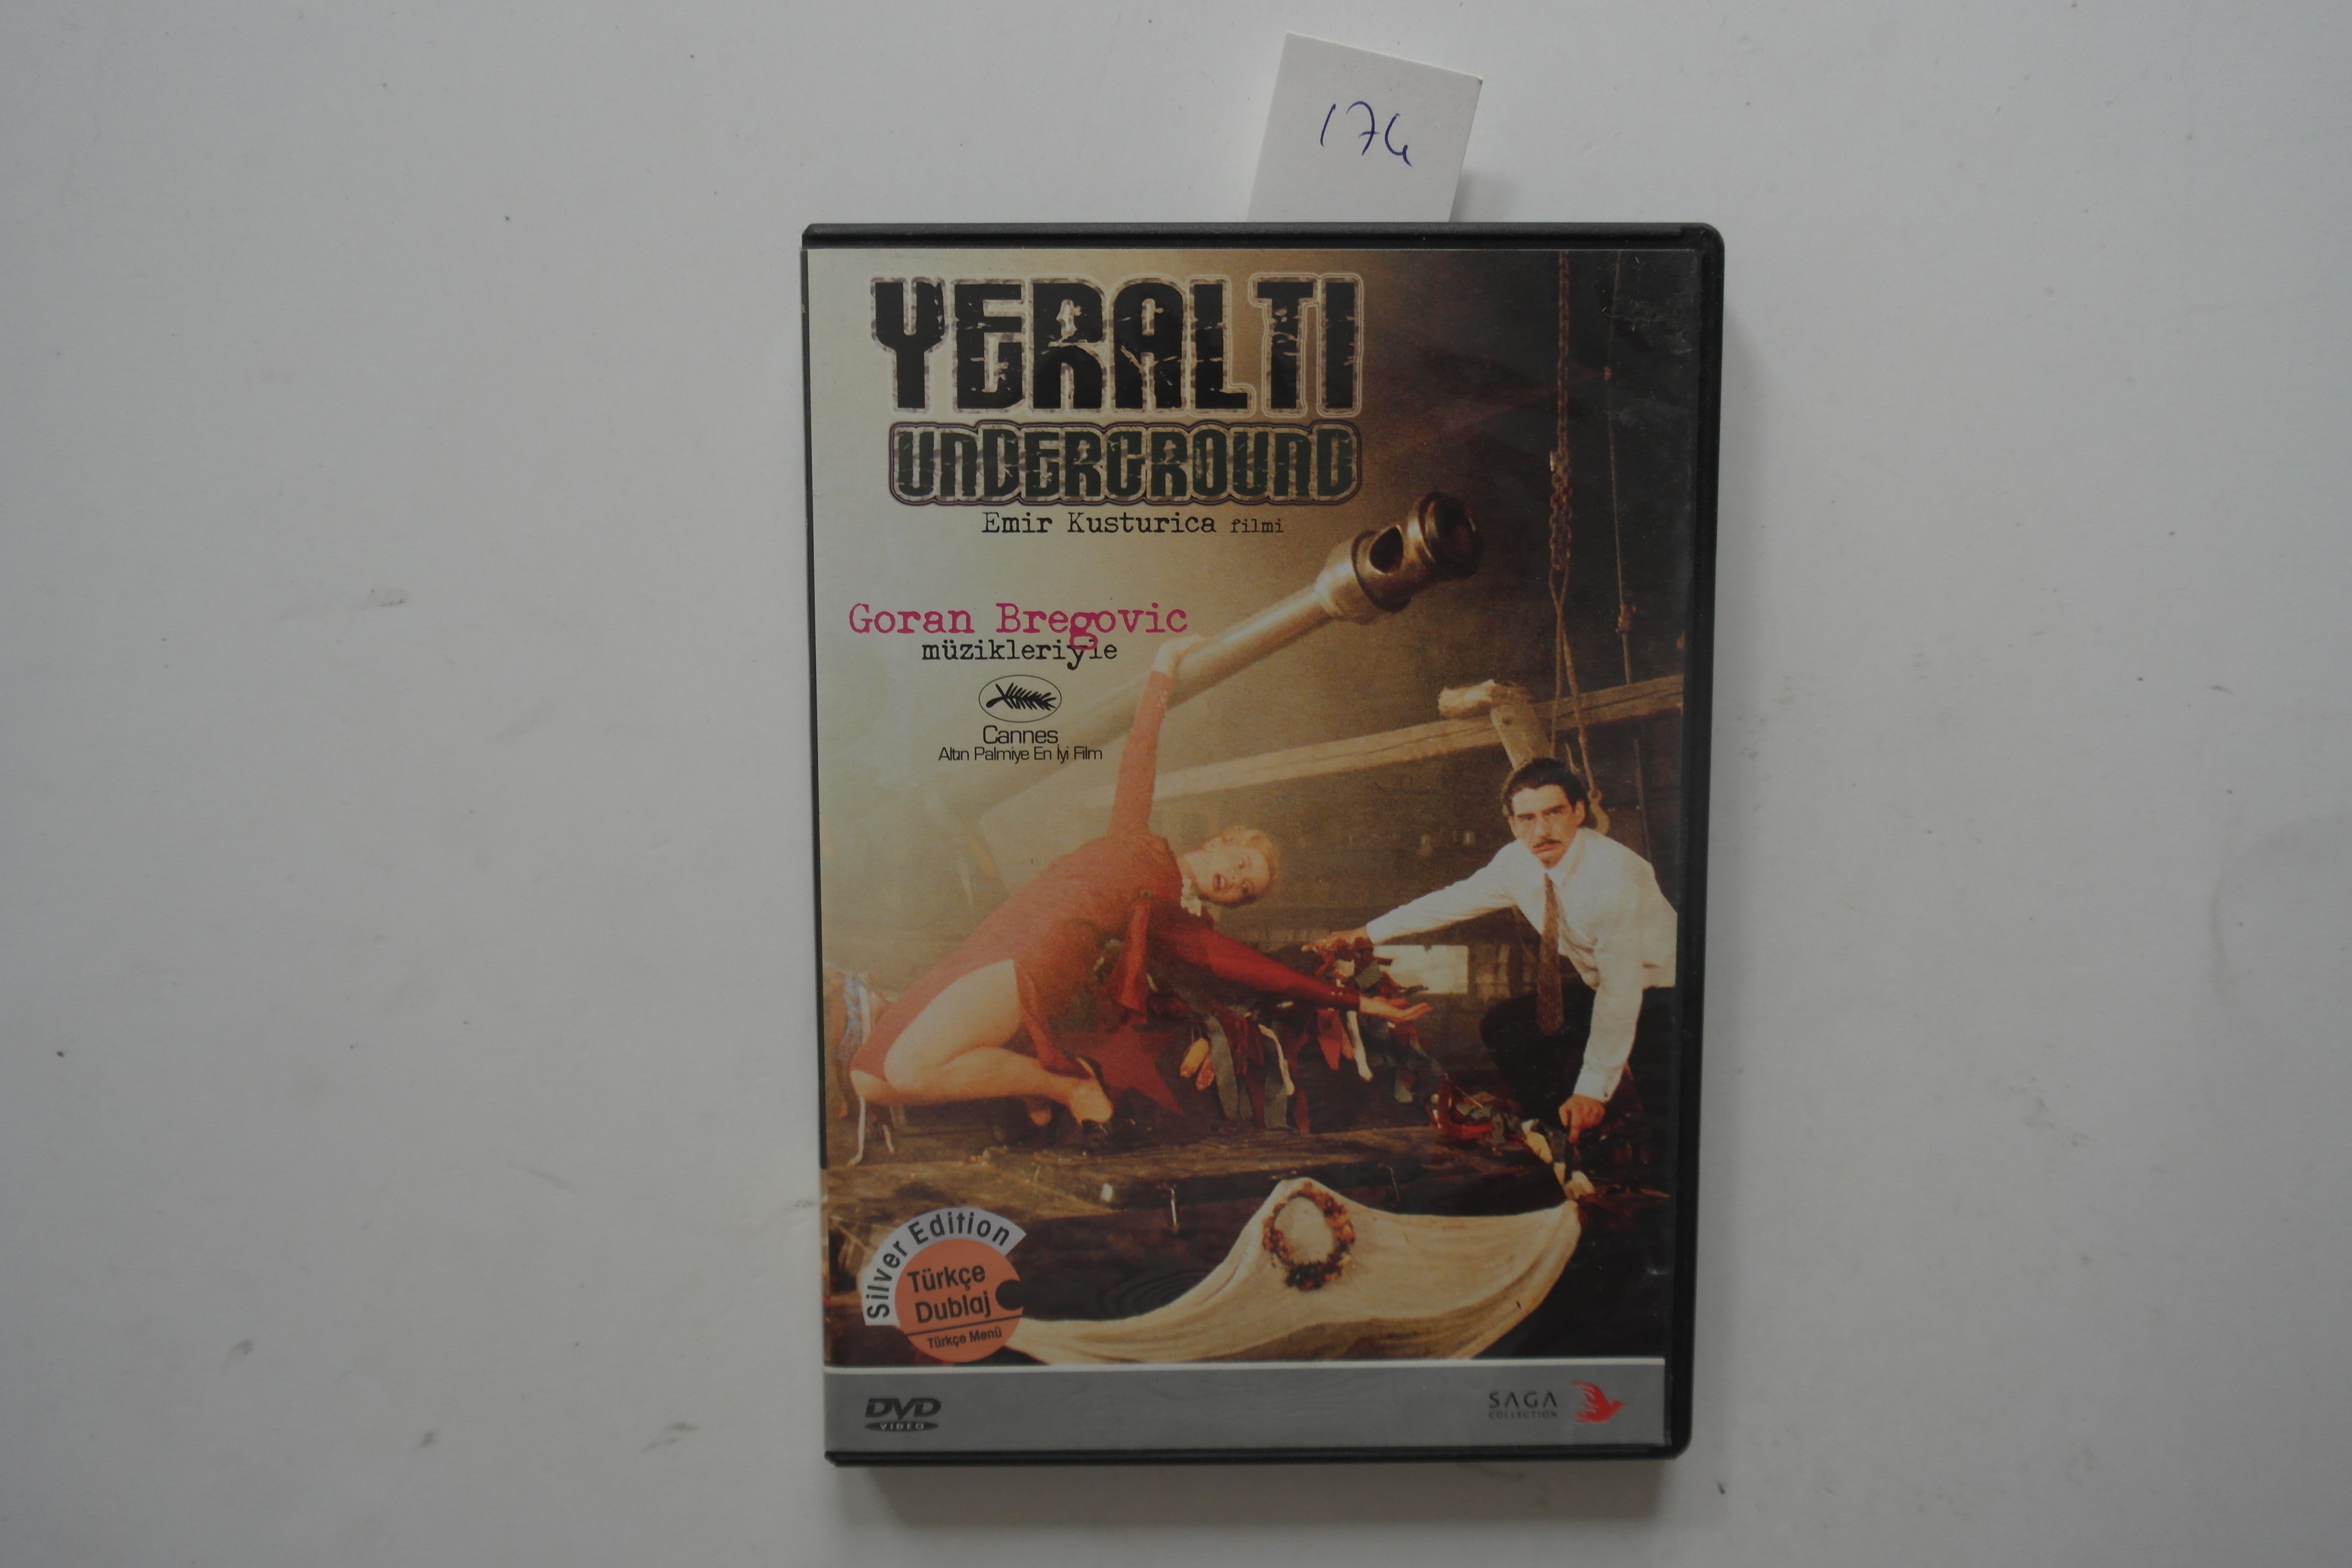 174
YERALTI
UNDERGROUND
Emir Kusturica filmi
Goran Bregovic
müzikleriyle
Cannes
Altın Palmiye En İyi Film
Silver Edition
Türkçe
Dublaj
Türkçe Menü
DVD
VIDEO
SAGA
COLLECTION